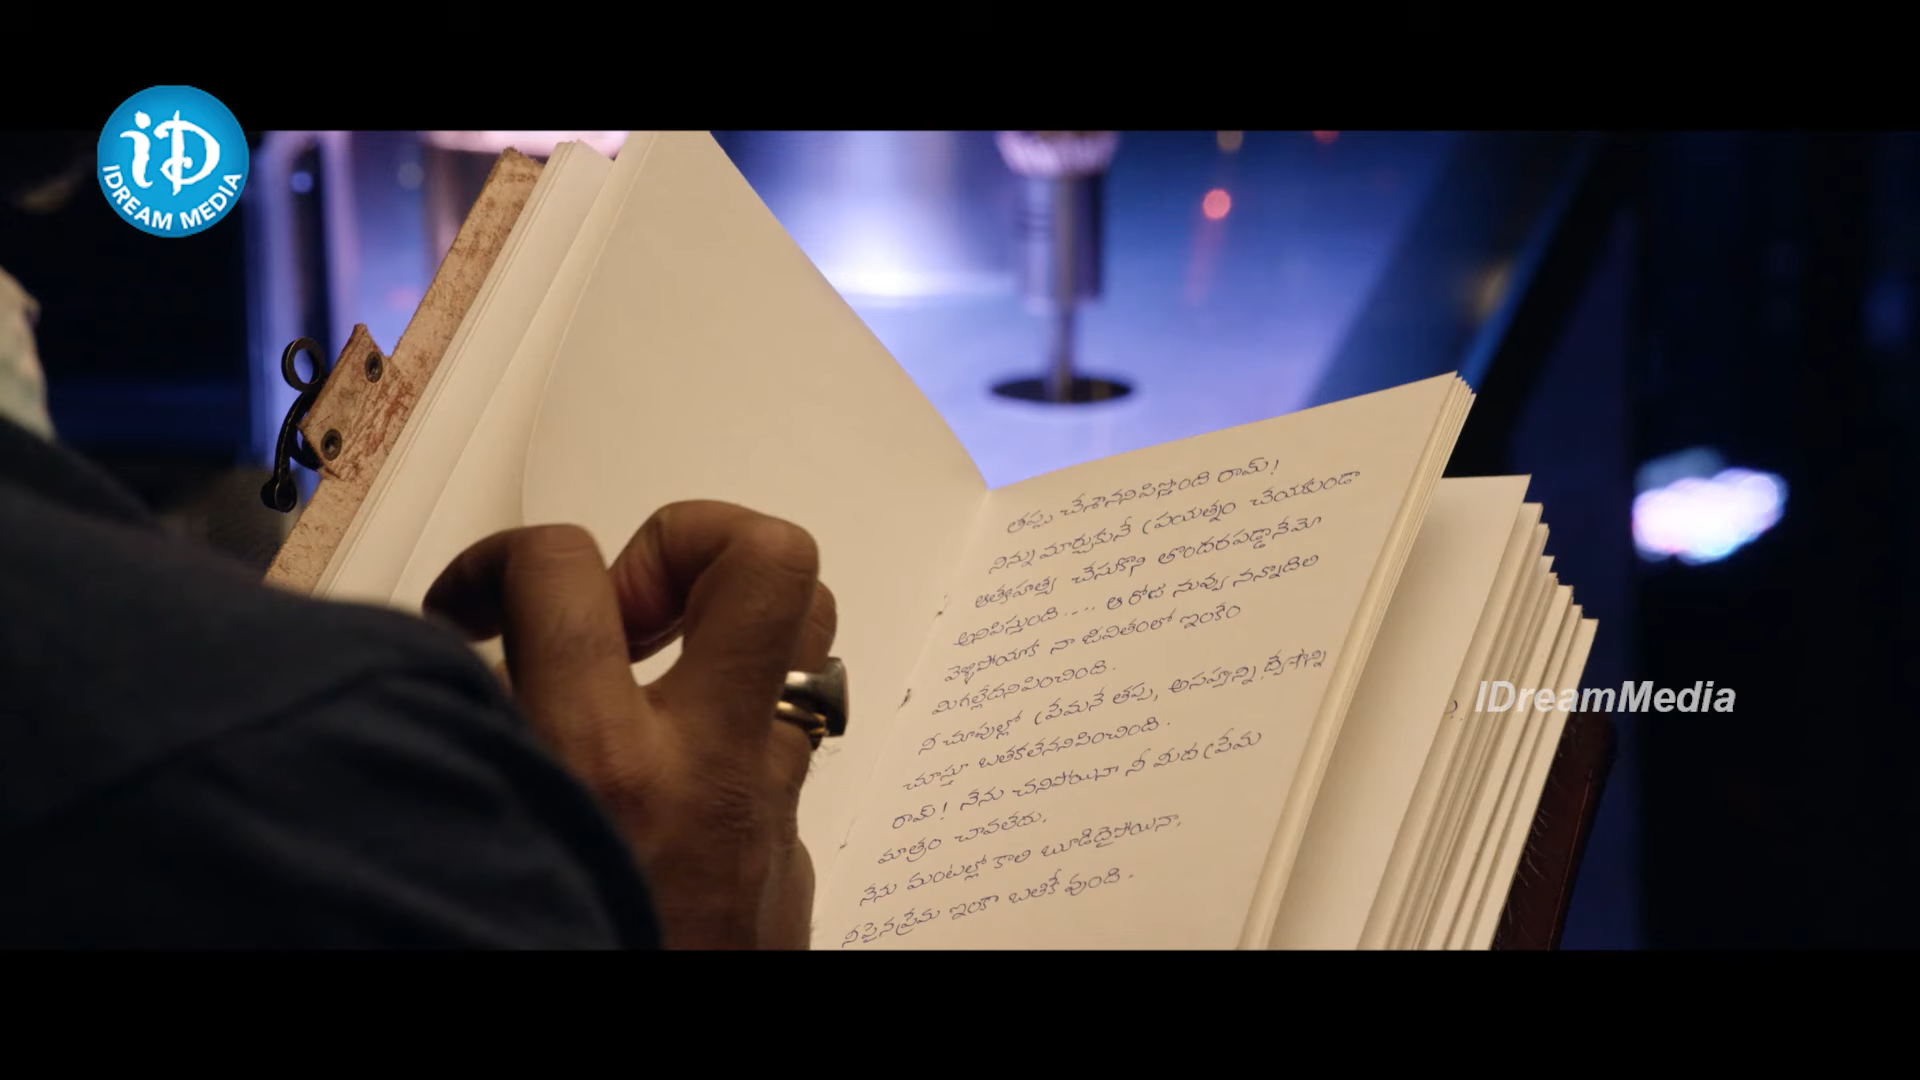 iD
IDREAM MEDIA
తప్పు చేశాననిపిస్తోంది రామ్!
నిన్ను మార్చుకునే ప్రయత్నం చేయకుండా
ఆత్మహత్య చేసుకొని తొందరపడ్డానేమో
అనిపిస్తుంది .... ఆ రోజు నువ్వు నన్నొదిలి
వెళ్ళిపోయాక నా జీవితంలో ఇంకేం
మిగల్లేదనిపించింది.
నీ చూపుల్లో ప్రేమనే తప్ప, అసహ్యాన్ని, ద్వేషాన్ని
చూస్తూ బతకలేననిపించింది.
రామ్! నేను చనిపోయినా నీ మీద ప్రేమ
మాత్రం చావలేదు.
నేను మంటల్లో కాలి బూడిదైపోయినా,
నీపైన ప్రేమ ఇంకా బతికే వుంది.
IDreamMedia